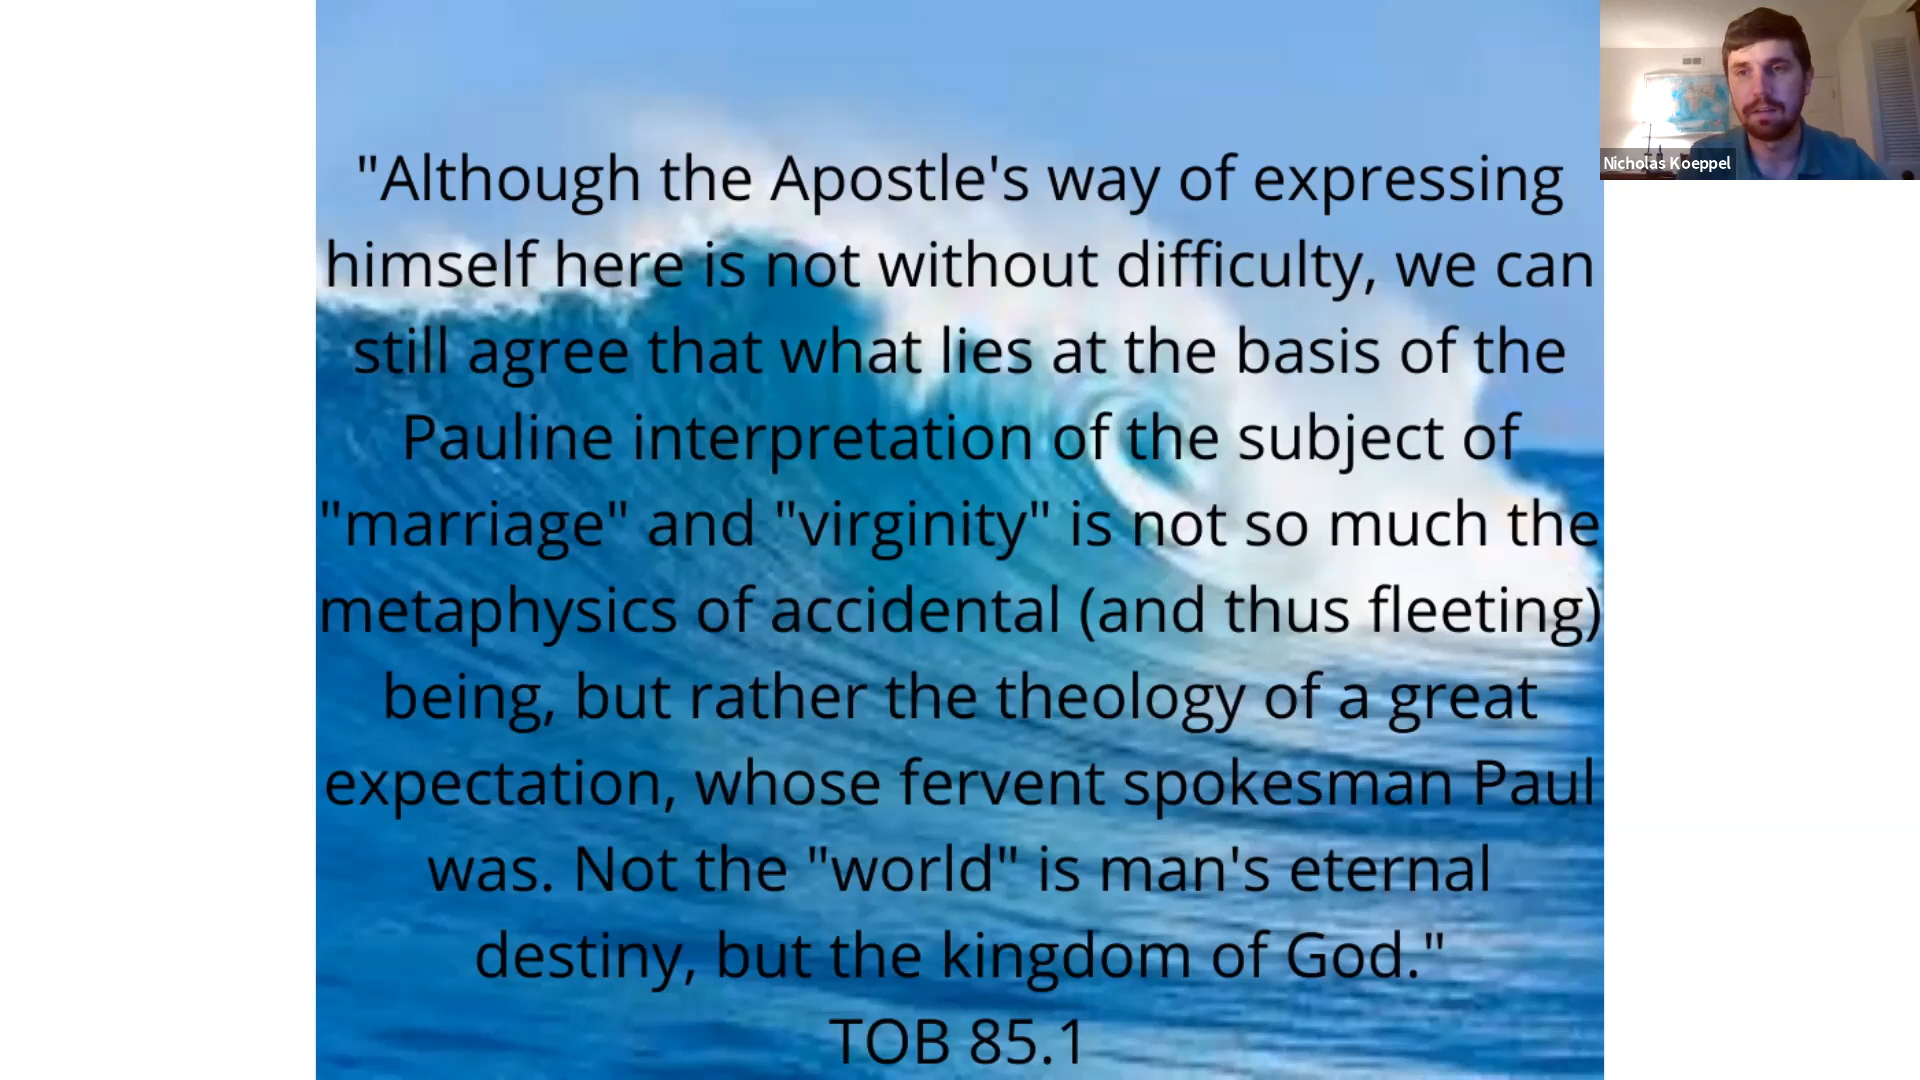 "Although the Apostle's way of expressing
himself here is not without difficulty, we can
still agree that what lies at the basis of the
Pauline interpretation of the subject of
"marriage" and "virginity" is not so much the
metaphysics of accidental (and thus fleeting)
being, but rather the theology of a great
expectation, whose fervent spokesman Paul
was. Not the "world" is man's eternal
destiny, but the kingdom of God."
TOB 85.1
Nicholas Koeppel